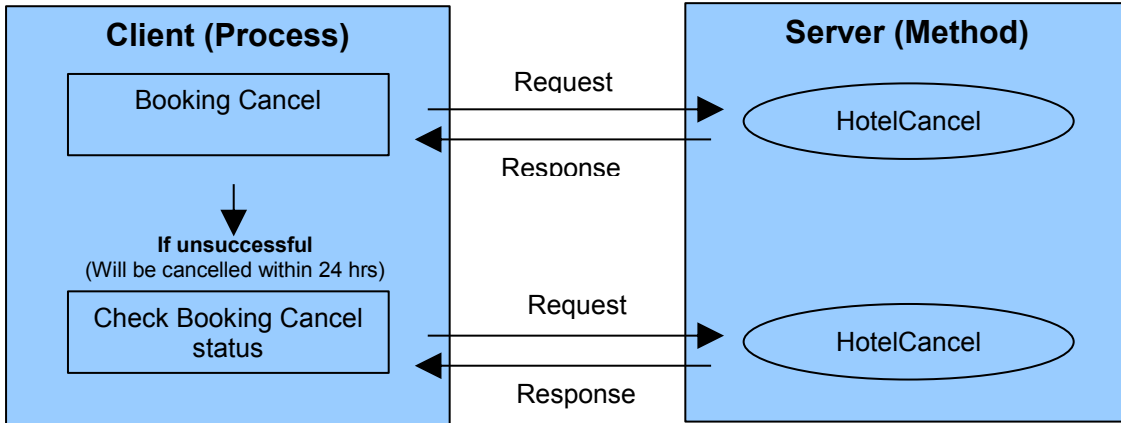 Client (Process)
Server (Method)
Booking Cancel
Request
HotelCancel
Response
If unsuccessful
(Will be cancelled within 24 hrs)
Check Booking Cancel
status
Request
HotelCancel
Response